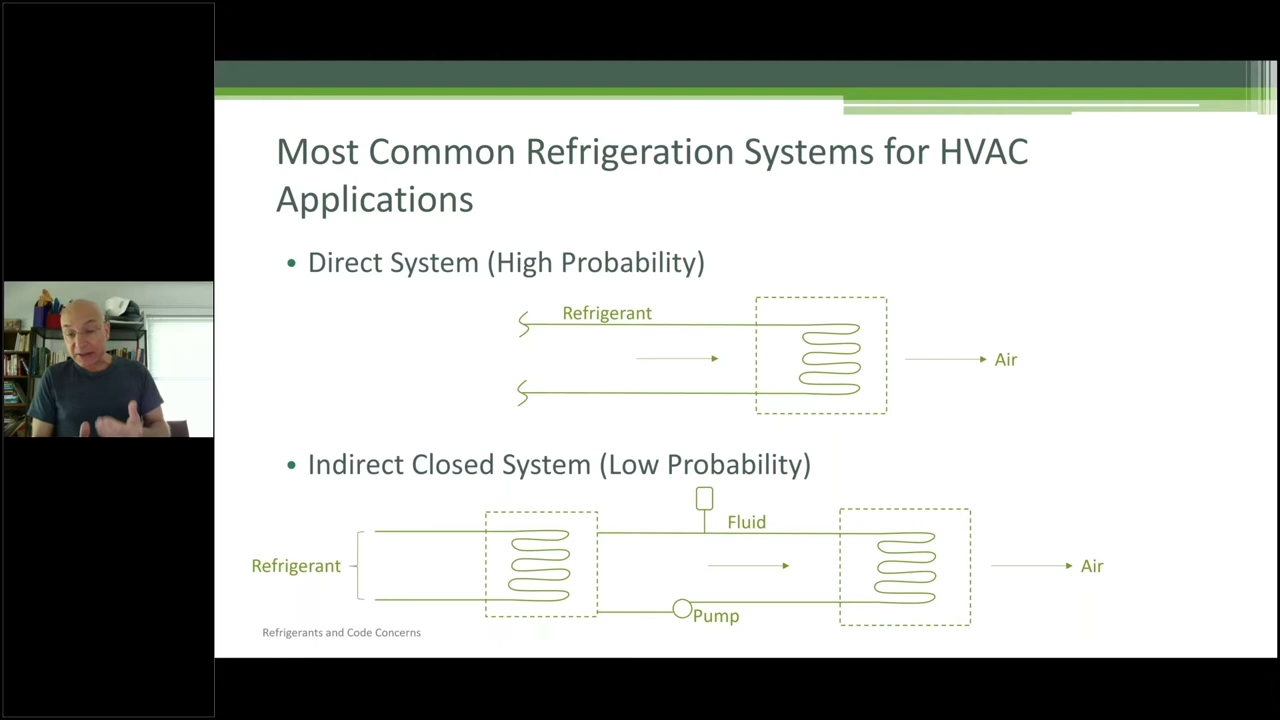 Most Common Refrigeration Systems for HVAC
Applications
• Direct System (High Probability)
Refrigerant
Air
• Indirect Closed System (Low Probability)
Fluid
Refrigerant
Air
Pump
Refrigerants and Code Concerns